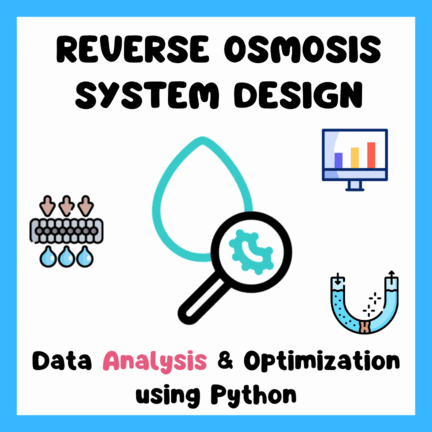 REVERSE OSMOSIS
SYSTEM DESIGN
Data Analysis & Optimization
using Python